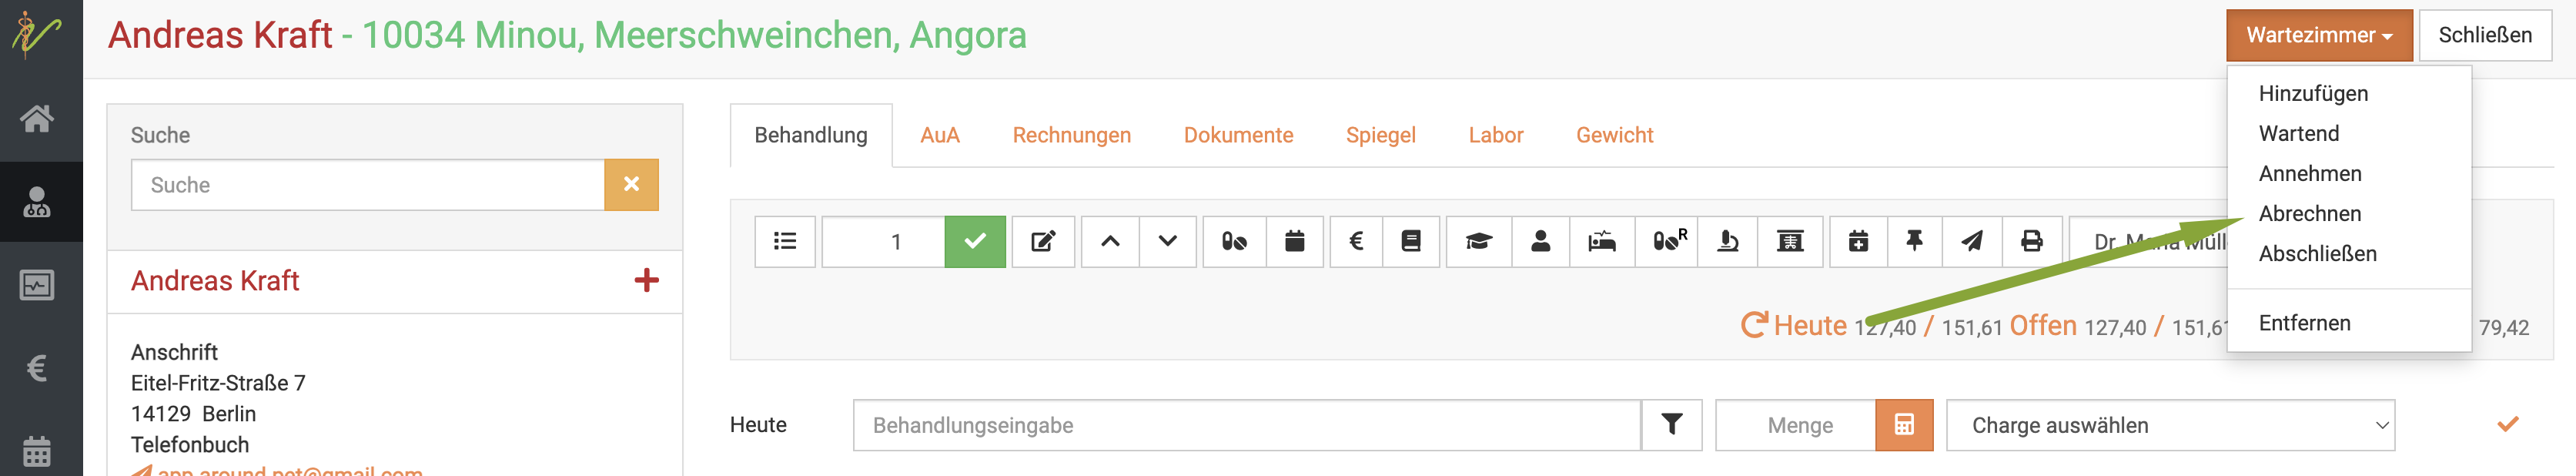 Andreas Kraft - 10034 Minou, Meerschweinchen, Angora
Wartezimmer
Schließen
Hinzufügen
Wartend
Annehmen
Abrechnen
Abschließen
Entfernen
Suche
Suche
Andreas Kraft
Anschrift
Eitel-Fritz-Straße 7
14129 Berlin
Telefonbuch
app.around.pet@gmail.com
Behandlung AuA Rechnungen Dokumente Spiegel Labor Gewicht
1
R
Dr. Maria
Heute 127,40 / 151,61 Offen 127,40 / 151,61 79,42
Heute Behandlungseingabe Menge Charge auswählen